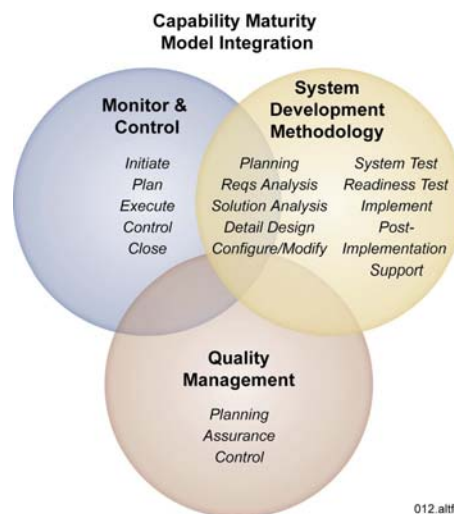 Capability Maturity
Model Integration
Monitor &
Control
Initiate
Plan
Execute
Control
Close
System
Development
Methodology
Planning
Reqs Analysis
Solution Analysis
Detail Design
Configure/Modify
System Test
Readiness Test
Implement
Post-
Implementation
Support
Quality
Management
Planning
Assurance
Control
012.altf